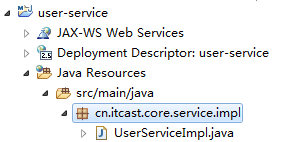 user-service
JAX-WS Web Services
Deployment Descriptor: user-service
Java Resources
src/main/java
cn.itcast.core.service.impl
UserServiceImpl.java